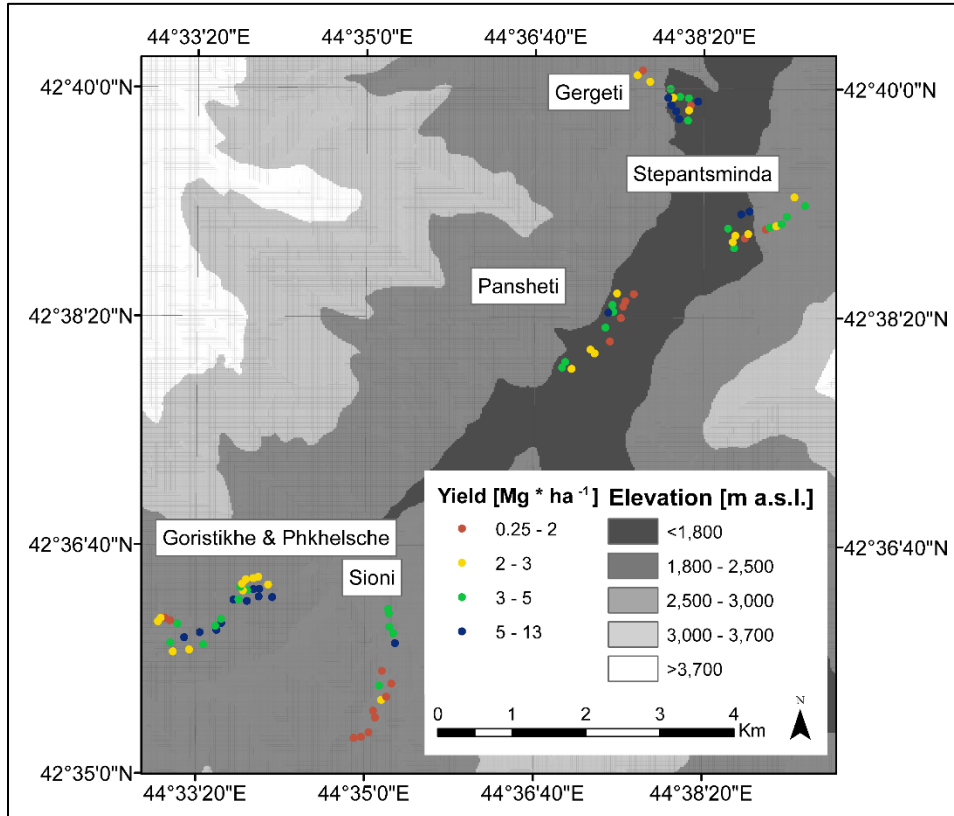 44°33'20"E 44°35'0"E 44°36'40"E 44°38'20"E
42°40'0"N 42°40'0"N
Gergeti
Stepantsminda
Pansheti
42°38'20"N 42°38'20"N
Yield [Mg * ha -1] Elevation [m a.s.l.]
0.25 - 2 <1,800
2 - 3 1,800 - 2,500
3 - 5 2,500 - 3,000
5 - 13 3,000 - 3,700
>3,700
Goristikhe & Phkhelsche
42°36'40"N 42°36'40"N
Sioni
N
0 1 2 3 4
Km
42°35'0"N 42°35'0"N
44°33'20"E 44°35'0"E 44°36'40"E 44°38'20"E